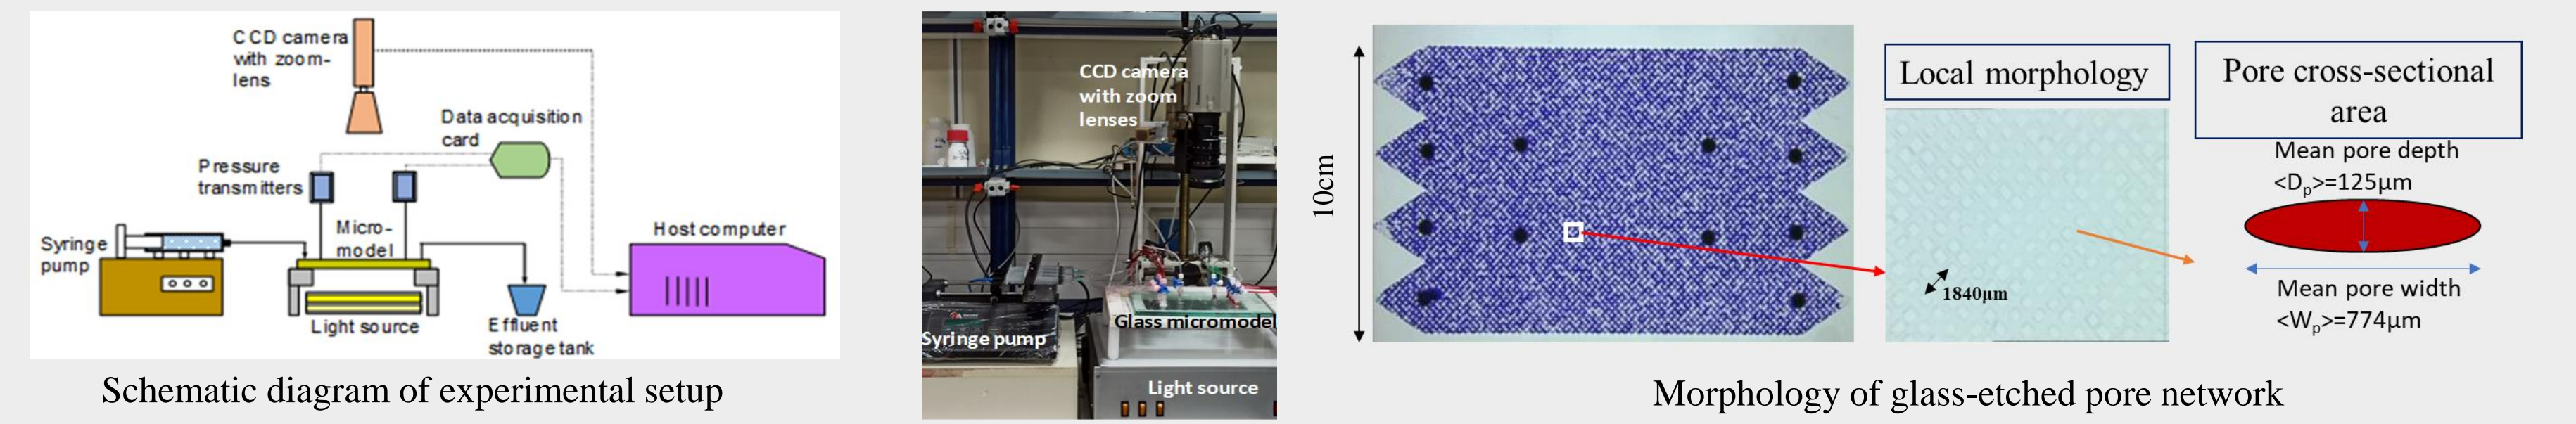 CCD camera
with zoom-
lens
Data acquisition
card
Pressure
transmitters
Micro-
model
Syringe
pump
Host computer
Light source
Effluent
storage tank
Schematic diagram of experimental setup
CCD camera
with zoom
lenses
Glass micromodel
Syringe pump
Light source
10cm
Local morphology
1840μm
Pore cross-sectional
area
Mean pore depth
<Dp>=125μm
Mean pore width
<Wp>=774μm
Morphology of glass-etched pore network